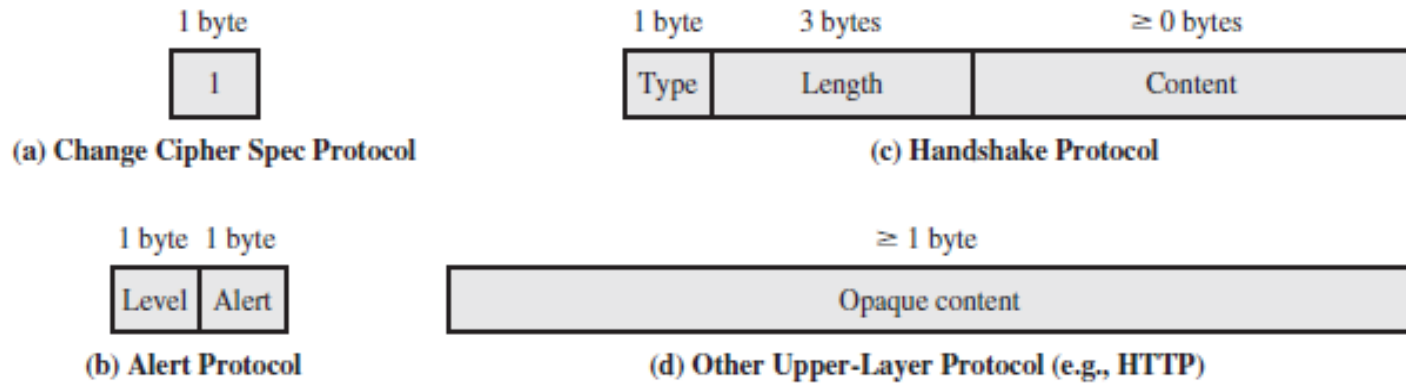 1 byte
1
(a) Change Cipher Spec Protocol
1 byte 3 bytes ≥ 0 bytes
Type Length Content
(c) Handshake Protocol
1 byte 1 byte
Level Alert
(b) Alert Protocol
≥ 1 byte
Opaque content
(d) Other Upper-Layer Protocol (e.g., HTTP)